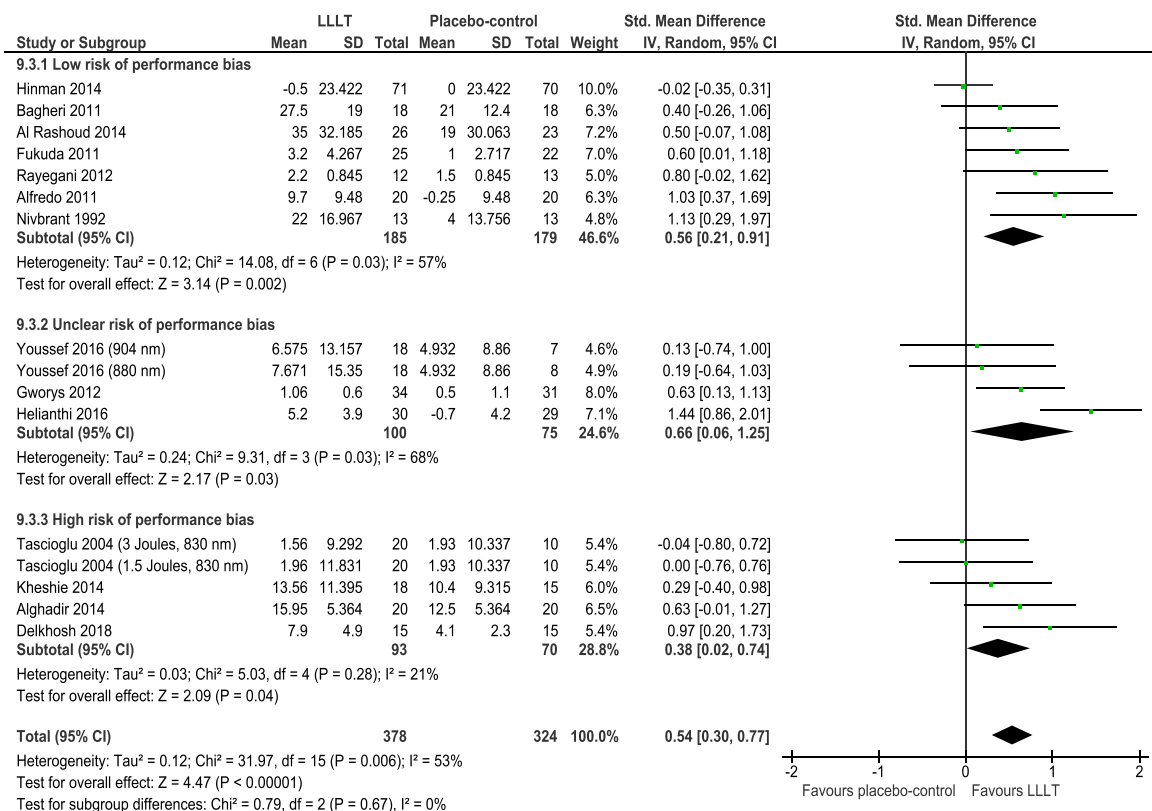 LLLT Placebo-control Std. Mean Difference Std. Mean Difference
Study or Subgroup Mean SD Total Mean SD Total Weight IV, Random, 95% CI IV, Random, 95% CI
9.3.1 Low risk of performance bias
Hinman 2014 -0.5 23.422 71 0 23.422 70 10.0% -0.02 [-0.35, 0.31]
Bagheri 2011 27.5 19 18 21 12.4 18 6.3% 0.40 [-0.26, 1.06]
Al Rashoud 2014 35 32.185 26 19 30.063 23 7.2% 0.50 [-0.07, 1.08]
Fukuda 2011 3.2 4.267 25 1 2.717 22 7.0% 0.60 [0.01, 1.18]
Rayegani 2012 2.2 0.845 12 1.5 0.845 13 5.0% 0.80 [-0.02, 1.62]
Alfredo 2011 9.7 9.48 20 -0.25 9.48 20 6.3% 1.03 [0.37, 1.69]
Nivbrant 1992 22 16.967 13 4 13.756 13 4.8% 1.13 [0.29, 1.97]
Subtotal (95% CI) 185 179 46.6% 0.56 [0.21, 0.91]
Heterogeneity: Tau² = 0.12; Chi² = 14.08, df = 6 (P = 0.03); I² = 57%
Test for overall effect: Z = 3.14 (P = 0.002)
9.3.2 Unclear risk of performance bias
Youssef 2016 (904 nm) 6.575 13.157 18 4.932 8.86 7 4.6% 0.13 [-0.74, 1.00]
Youssef 2016 (880 nm) 7.671 15.35 18 4.932 8.86 8 4.9% 0.19 [-0.64, 1.03]
Gworys 2012 1.06 0.6 34 0.5 1.1 31 8.0% 0.63 [0.13, 1.13]
Helianthi 2016 5.2 3.9 30 -0.7 4.2 29 7.1% 1.44 [0.86, 2.01]
Subtotal (95% CI) 100 75 24.6% 0.66 [0.06, 1.25]
Heterogeneity: Tau² = 0.24; Chi² = 9.31, df = 3 (P = 0.03); I² = 68%
Test for overall effect: Z = 2.17 (P = 0.03)
9.3.3 High risk of performance bias
Tascioglu 2004 (3 Joules, 830 nm) 1.56 9.292 20 1.93 10.337 10 5.4% -0.04 [-0.80, 0.72]
Tascioglu 2004 (1.5 Joules, 830 nm) 1.96 11.831 20 1.93 10.337 10 5.4% 0.00 [-0.76, 0.76]
Kheshie 2014 13.56 11.395 18 10.4 9.315 15 6.0% 0.29 [-0.40, 0.98]
Alghadir 2014 15.95 5.364 20 12.5 5.364 20 6.5% 0.63 [-0.01, 1.27]
Delkhosh 2018 7.9 4.9 15 4.1 2.3 15 5.4% 0.97 [0.20, 1.73]
Subtotal (95% CI) 93 70 28.8% 0.38 [0.02, 0.74]
Heterogeneity: Tau² = 0.03; Chi² = 5.03, df = 4 (P = 0.28); I² = 21%
Test for overall effect: Z = 2.09 (P = 0.04)
Total (95% CI) 378 324 100.0% 0.54 [0.30, 0.77]
Heterogeneity: Tau² = 0.12; Chi² = 31.97, df = 15 (P = 0.006); I² = 53%
Test for overall effect: Z = 4.47 (P < 0.00001)
Test for subgroup differences: Chi² = 0.79, df = 2 (P = 0.67), I² = 0%
-2 -1 0 1 2
Favours placebo-control Favours LLLT